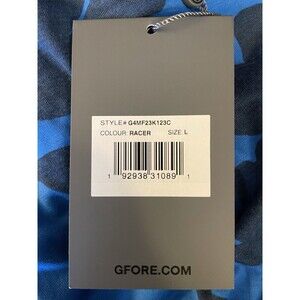 STYLE# G4MF23K123C
COLOUR: RACER SIZE: L
1 92938 31089 1
GFORE.COM